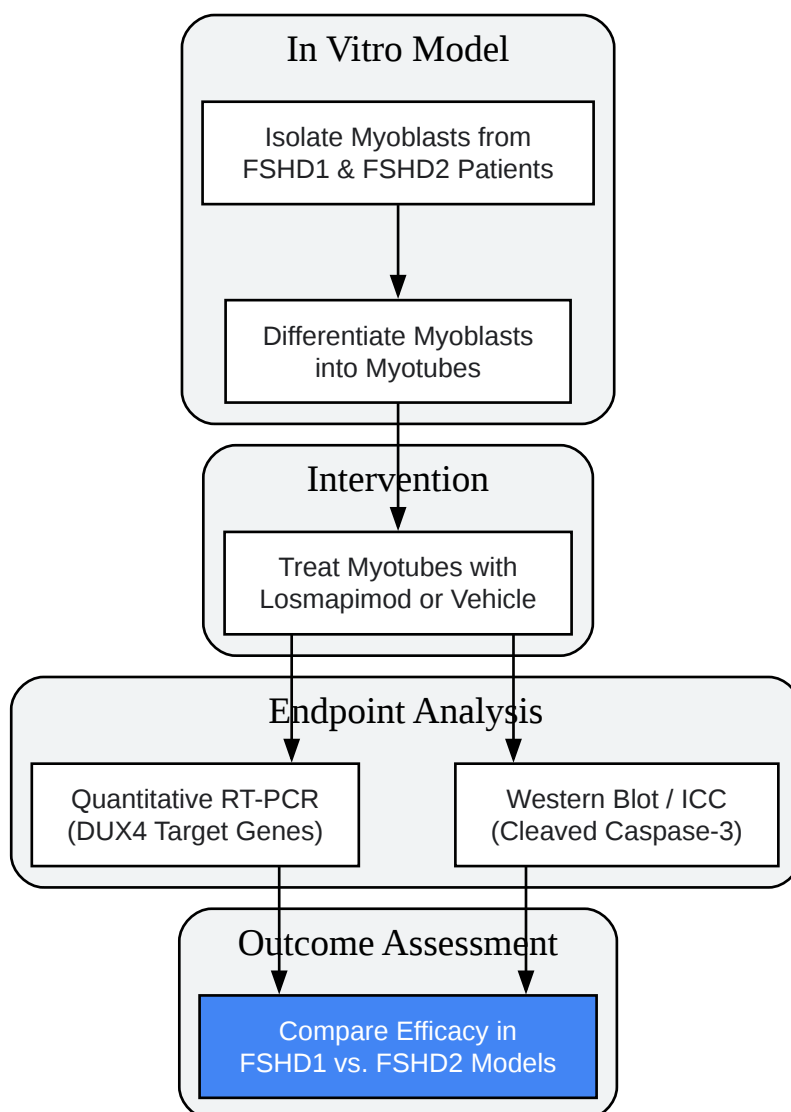 In Vitro Model
Isolate Myoblasts from
FSHD1 & FSHD2 Patients
Differentiate Myoblasts
into Myotubes
Intervention
Treat Myotubes with
Losmapimod or Vehicle
Endpoint Analysis
Quantitative RT-PCR
(DUX4 Target Genes)
Western Blot / ICC
(Cleaved Caspase-3)
Outcome Assessment
Compare Efficacy in
FSHD1 vs. FSHD2 Models